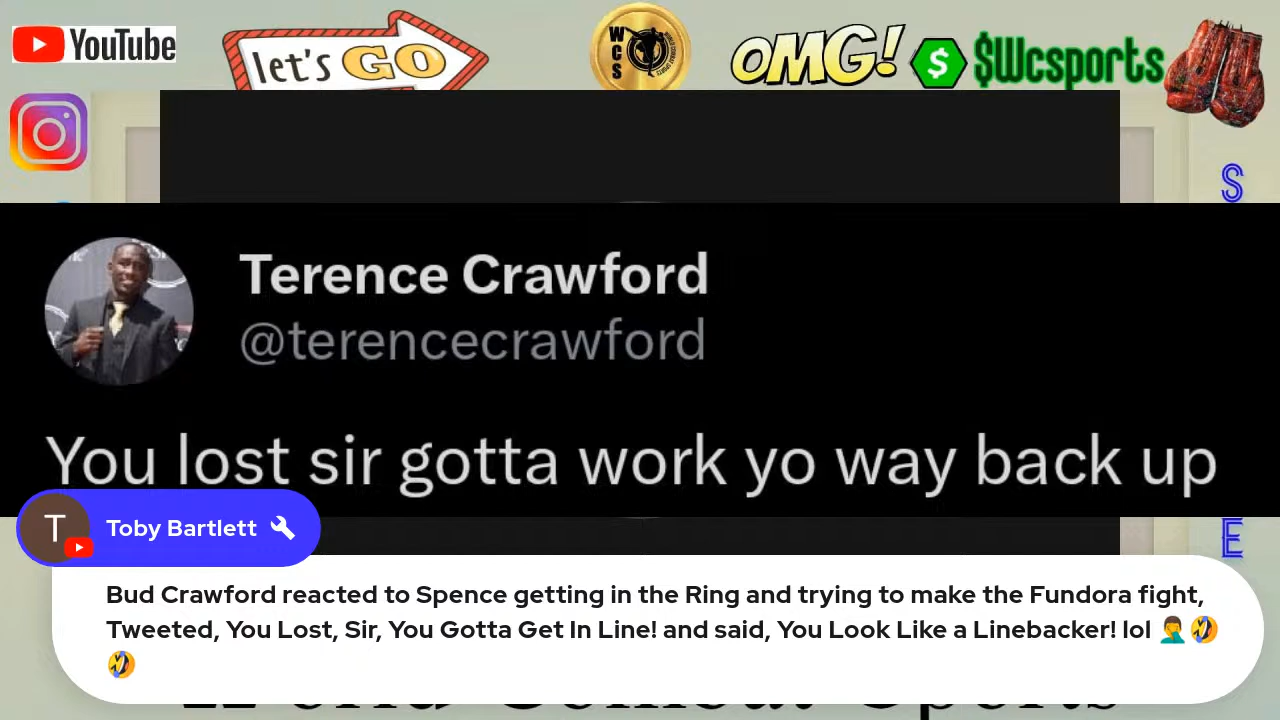 YouTube
let's GO
WCS
OMG!
$ $Wcsports
S
Terence Crawford
@terencecrawford
You lost sir gotta work yo way back up
T Toby Bartlett
E
Bud Crawford reacted to Spence getting in the Ring and trying to make the Fundora fight,
Tweeted, You Lost, Sir, You Gotta Get In Line! and said, You Look Like a Linebacker! lol 🤦‍♂️🤣
🤣